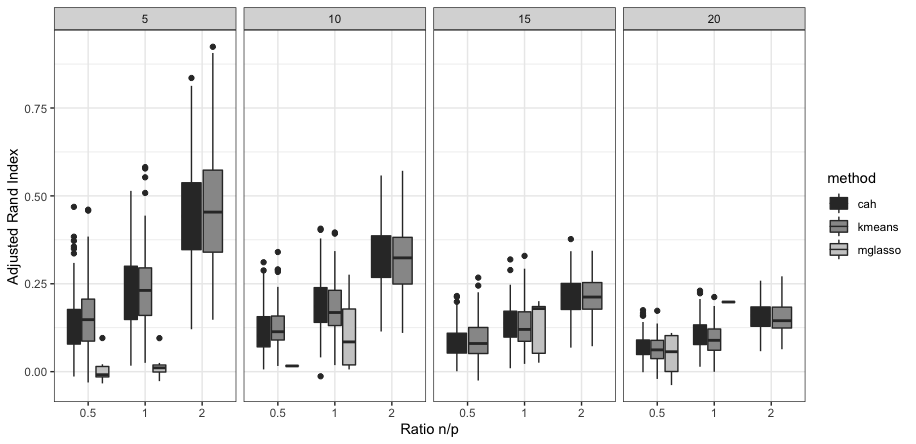 5 10 15 20
Adjusted Rand Index
0.75
0.50
0.25
0.00
0.5 1 2 0.5 1 2 0.5 1 2 0.5 1 2
Ratio n/p
method
cah
kmeans
mglasso